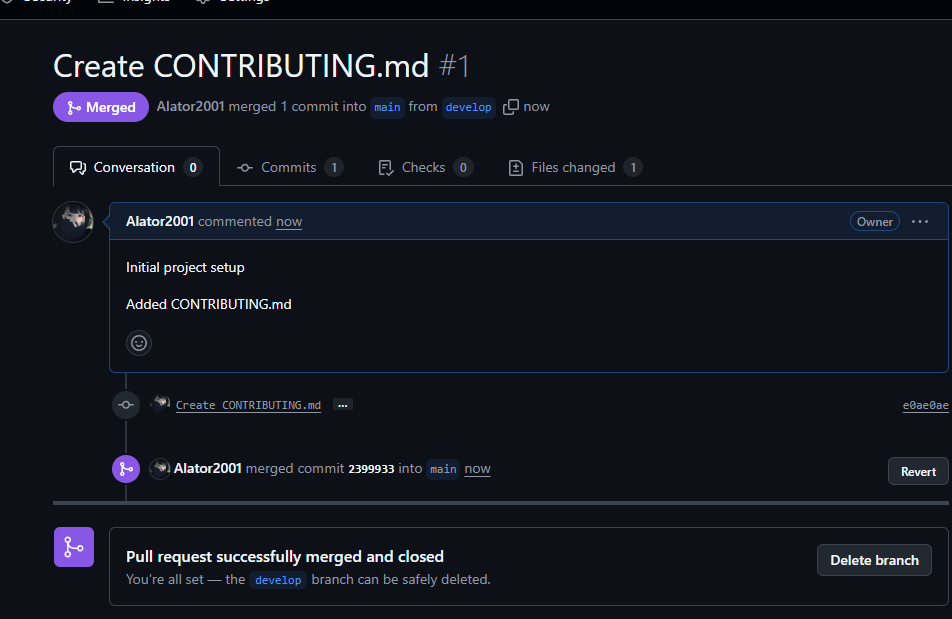 Security Insights Settings
Create CONTRIBUTING.md #1
Merged Alator2001 merged 1 commit into main from develop now
Conversation 0 Commits 1 Checks 0 Files changed 1
Alator2001 commented now Owner ...
Initial project setup
Added CONTRIBUTING.md
Create CONTRIBUTING.md ... e0ae0ae
Alator2001 merged commit 2399933 into main now
Revert
Pull request successfully merged and closed
You're all set — the develop branch can be safely deleted.
Delete branch